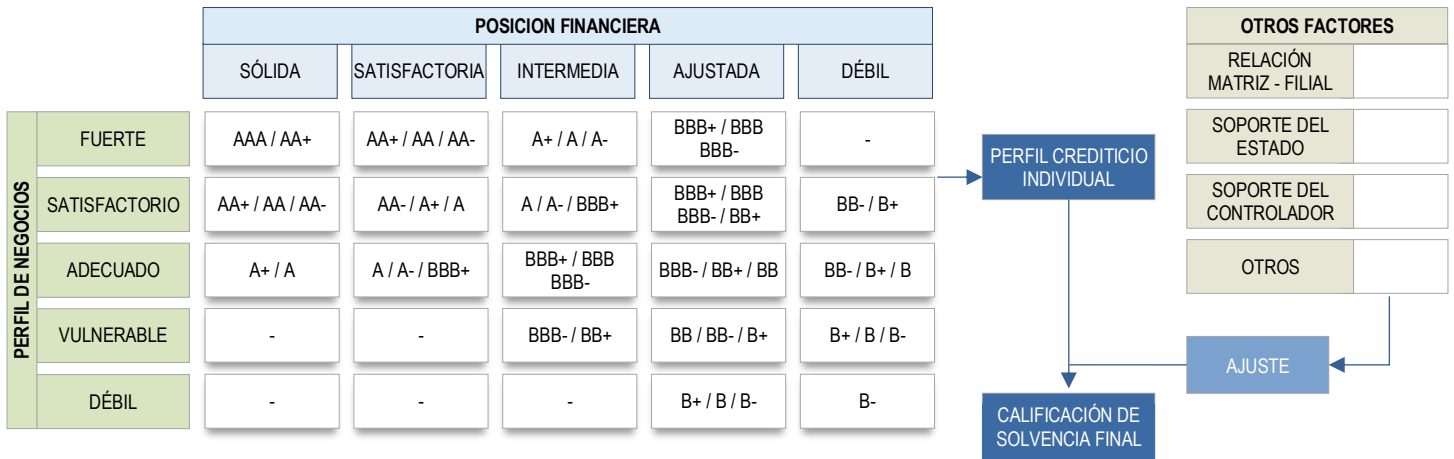 POSICION FINANCIERA
SÓLIDA
SATISFACTORIA
INTERMEDIA
AJUSTADA
DÉBIL
PERFIL DE NEGOCIOS
FUERTE
AAA / AA+
AA+ / AA / AA-
A+ / A / A-
BBB+ / BBB
BBB-
-
SATISFACTORIO
AA+ / AA / AA-
AA- / A+ / A
A / A- / BBB+
BBB+ / BBB
BBB- / BB+
BB- / B+
ADECUADO
A+ / A
A / A- / BBB+
BBB+ / BBB
BBB-
BBB- / BB+ / BB
BB- / B+ / B
VULNERABLE
-
-
BBB- / BB+
BB / BB- / B+
B+ / B / B-
DÉBIL
-
-
-
B+ / B / B-
B-
PERFIL CREDITICIO
INDIVIDUAL
CALIFICACIÓN DE
SOLVENCIA FINAL
OTROS FACTORES
RELACIÓN
MATRIZ - FILIAL
SOPORTE DEL
ESTADO
SOPORTE DEL
CONTROLADOR
OTROS
AJUSTE